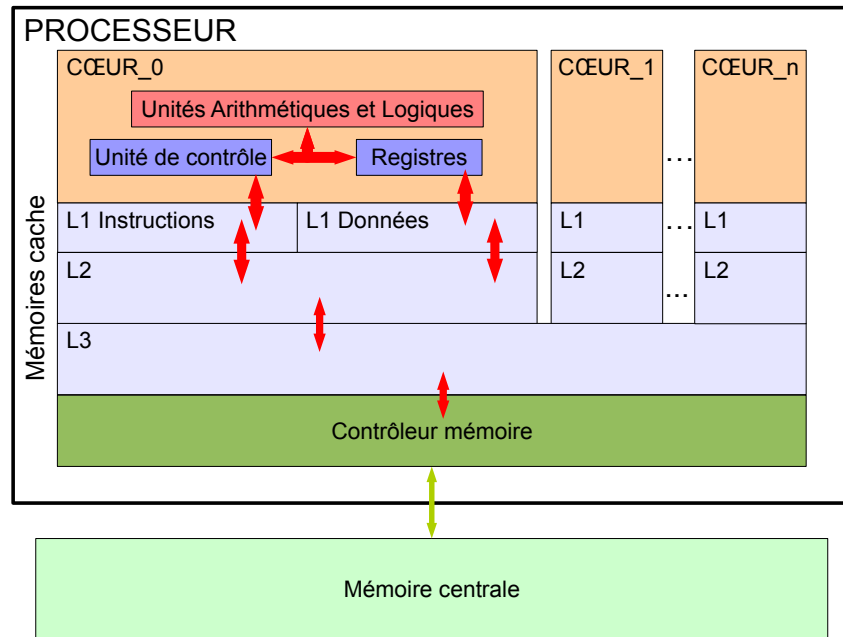 PROCESSEUR
CŒUR_0
CŒUR_1
CŒUR_n
Unités Arithmétiques et Logiques
Unité de contrôle
Registres
...
Mémoires cache
L1 Instructions
L1 Données
L1
...
L1
L2
L2
...
L2
L3
Contrôleur mémoire
Mémoire centrale